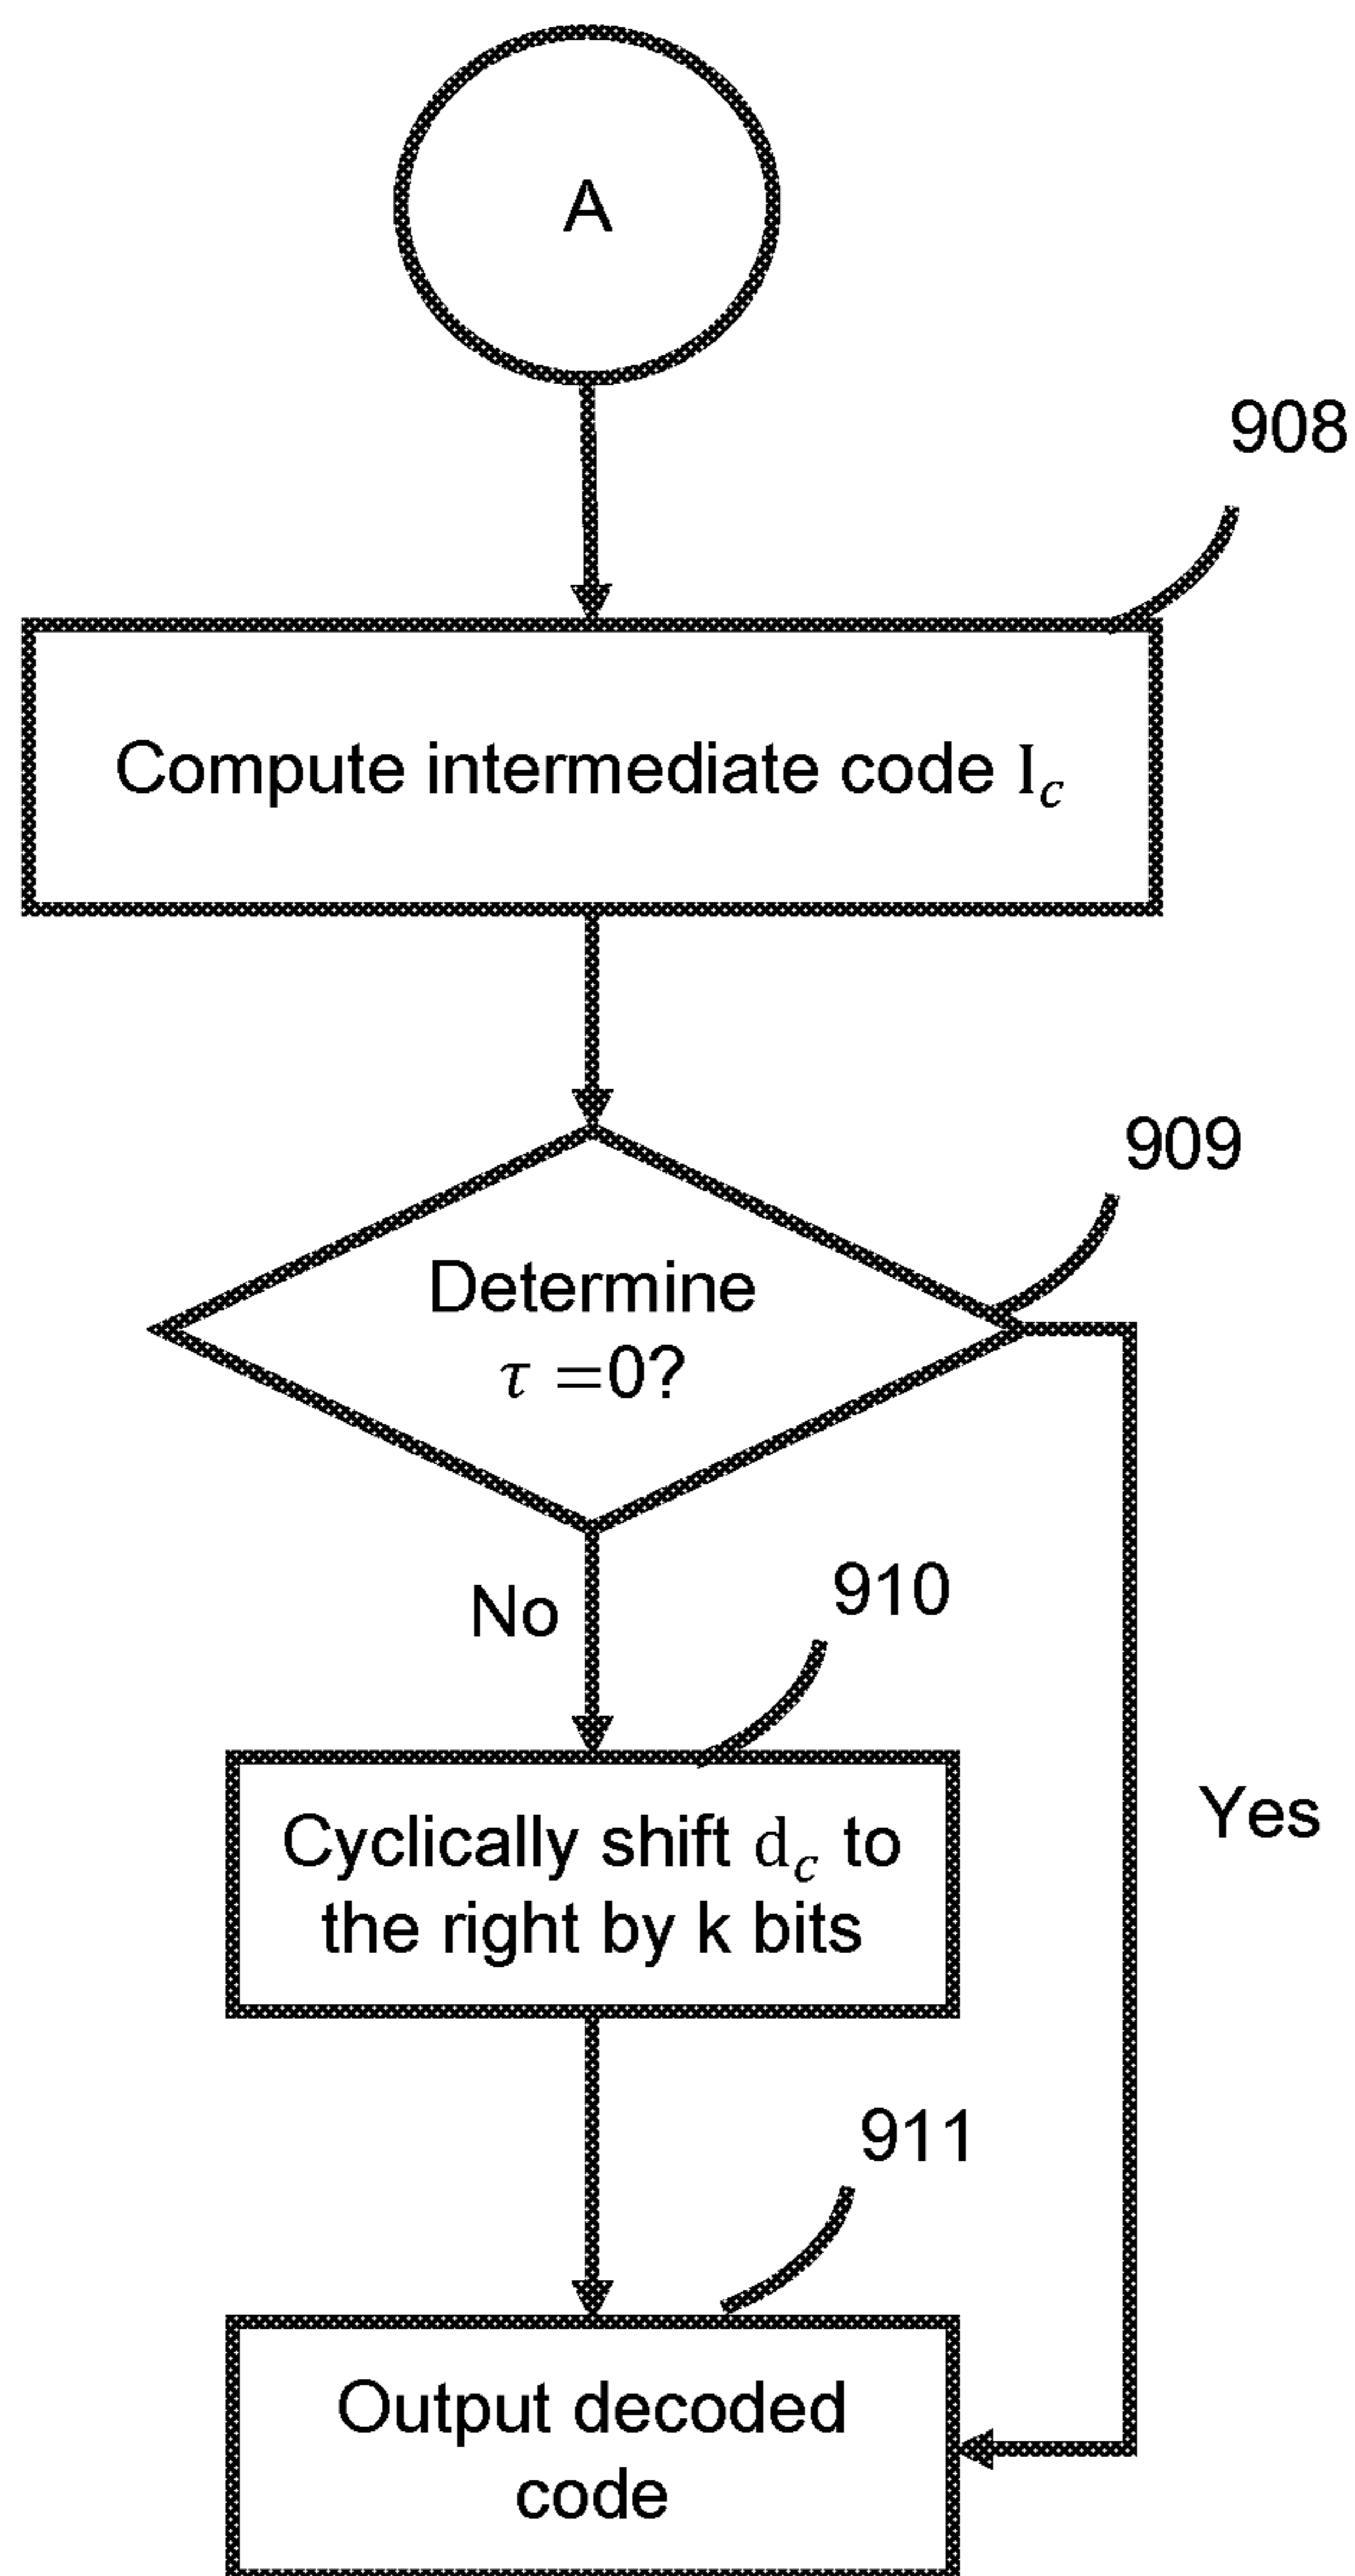 A
908
Compute intermediate code I_c
909
Determine
τ =0?
No
910
Cyclically shift d_c to
the right by k bits
Yes
911
Output decoded
code